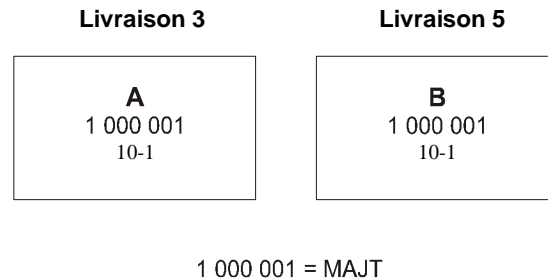 Livraison 3
Livraison 5
A
1 000 001
10-1
B
1 000 001
10-1
1 000 001 = MAJT